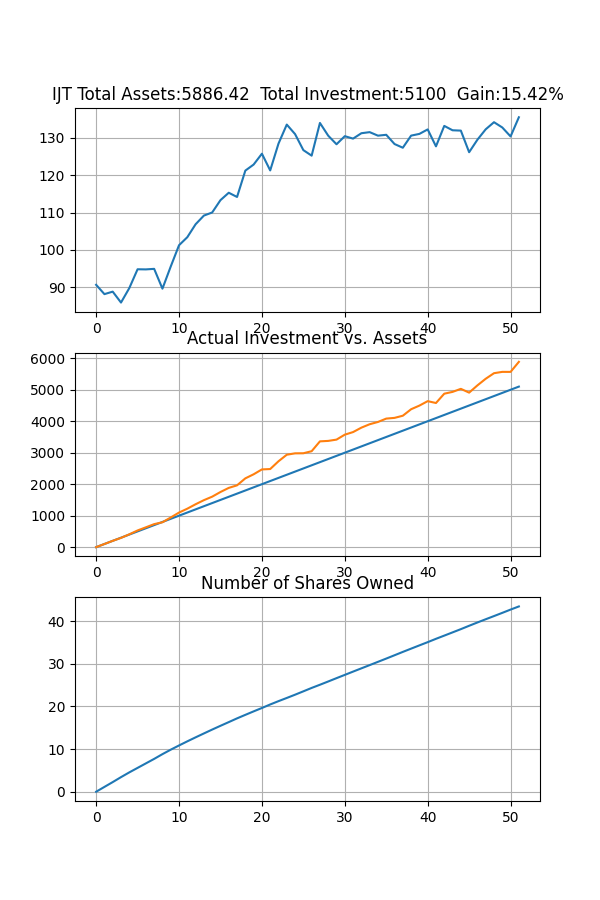 IJT Total Assets:5886.42  Total Investment:5100  Gain:15.42%
130
120
110
100
90
0 10 20 30 40 50
Actual Investment vs. Assets
6000
5000
4000
3000
2000
1000
0
0 10 20 30 40 50
Number of Shares Owned
40
30
20
10
0
0 10 20 30 40 50